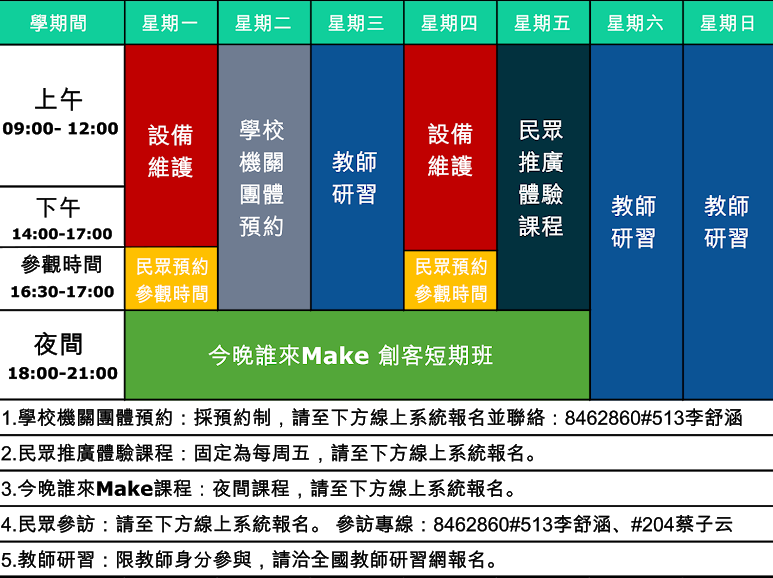 學期間 星期一 星期二 星期三 星期四 星期五 星期六 星期日
上午
09:00- 12:00
設備
維護
學校
機關
團體
預約
教師
研習
設備
維護
民眾
推廣
體驗
課程
教師
研習
教師
研習
下午
14:00-17:00
參觀時間
16:30-17:00
民眾預約
參觀時間
民眾預約
參觀時間
夜間
18:00-21:00
今晚誰來Make 創客短期班
1.學校機關團體預約：採預約制，請至下方線上系統報名並聯絡：8462860#513李舒涵
2.民眾推廣體驗課程：固定為每周五，請至下方線上系統報名。
3.今晚誰來Make課程：夜間課程，請至下方線上系統報名。
4.民眾參訪：請至下方線上系統報名。 參訪專線：8462860#513李舒涵、#204蔡子云
5.教師研習：限教師身分參與，請洽全國教師研習網報名。